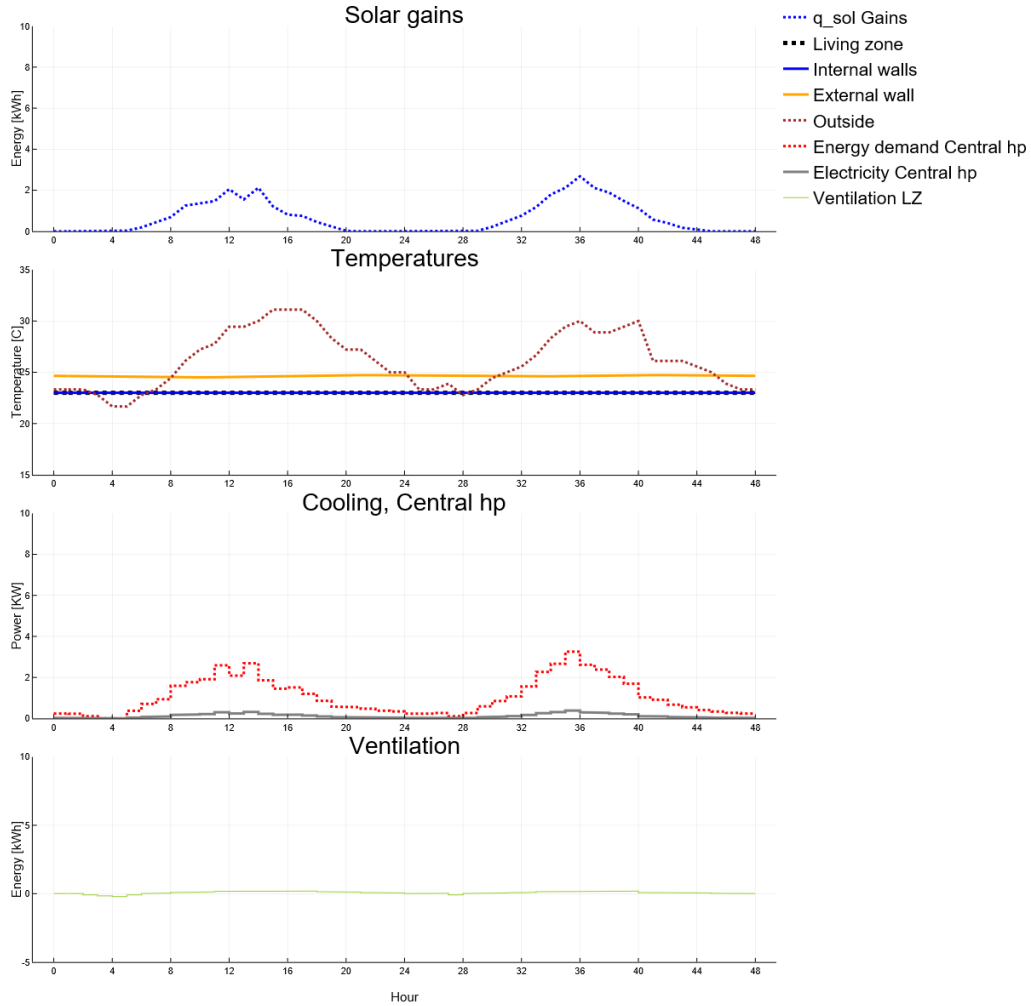 Solar gains
10
8
6
4
2
0
Energy [kWh]
0 4 8 12 16 20 24 28 32 36 40 44 48
q_sol Gains
Living zone
Internal walls
External wall
Outside
Energy demand Central hp
Electricity Central hp
Ventilation LZ
Temperatures
35
30
25
20
15
Temperature [C]
0 4 8 12 16 20 24 28 32 36 40 44 48
Cooling, Central hp
10
8
6
4
2
0
Power [KW]
0 4 8 12 16 20 24 28 32 36 40 44 48
Ventilation
10
5
0
-5
Energy [kWh]
0 4 8 12 16 20 24 28 32 36 40 44 48
Hour